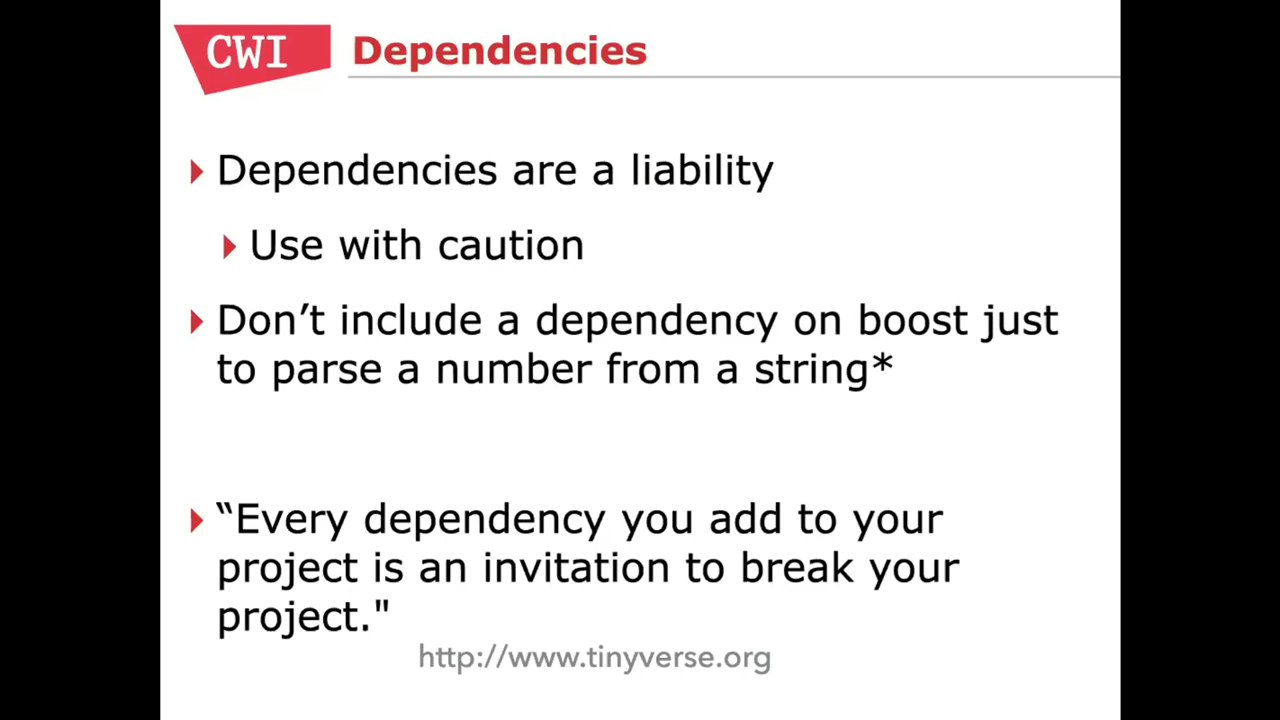 CWI
Dependencies
Dependencies are a liability
Use with caution
Don’t include a dependency on boost just
to parse a number from a string*
“Every dependency you add to your
project is an invitation to break your
project."
http://www.tinyverse.org